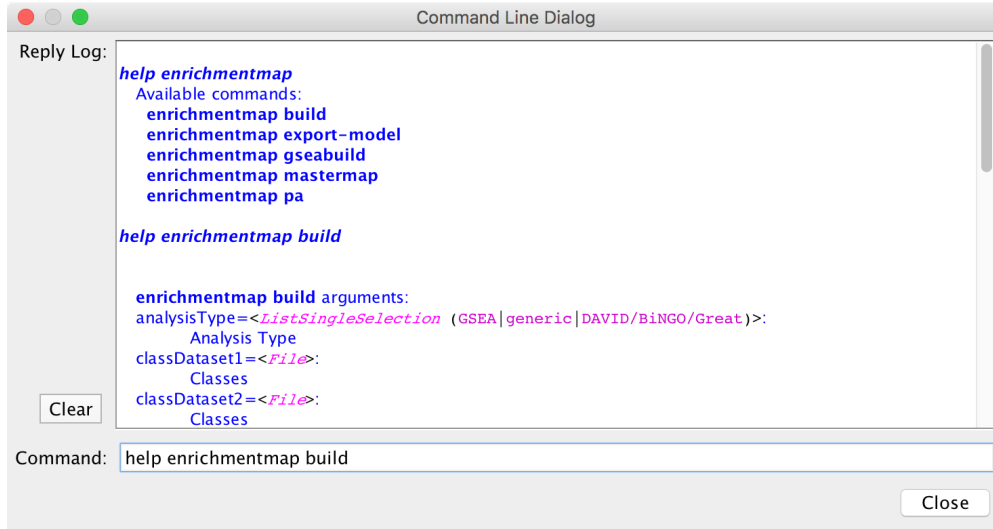 Command Line Dialog
Reply Log:
help enrichmentmap
Available commands:
enrichmentmap build
enrichmentmap export-model
enrichmentmap gseabuild
enrichmentmap mastermap
enrichmentmap pa
help enrichmentmap build
enrichmentmap build arguments:
analysisType=<ListSingleSelection (GSEA|generic|DAVID/BiNGO/Great)>:
Analysis Type
classDataset1=<File>:
Classes
classDataset2=<File>:
Classes
Clear
Command: help enrichmentmap build
Close